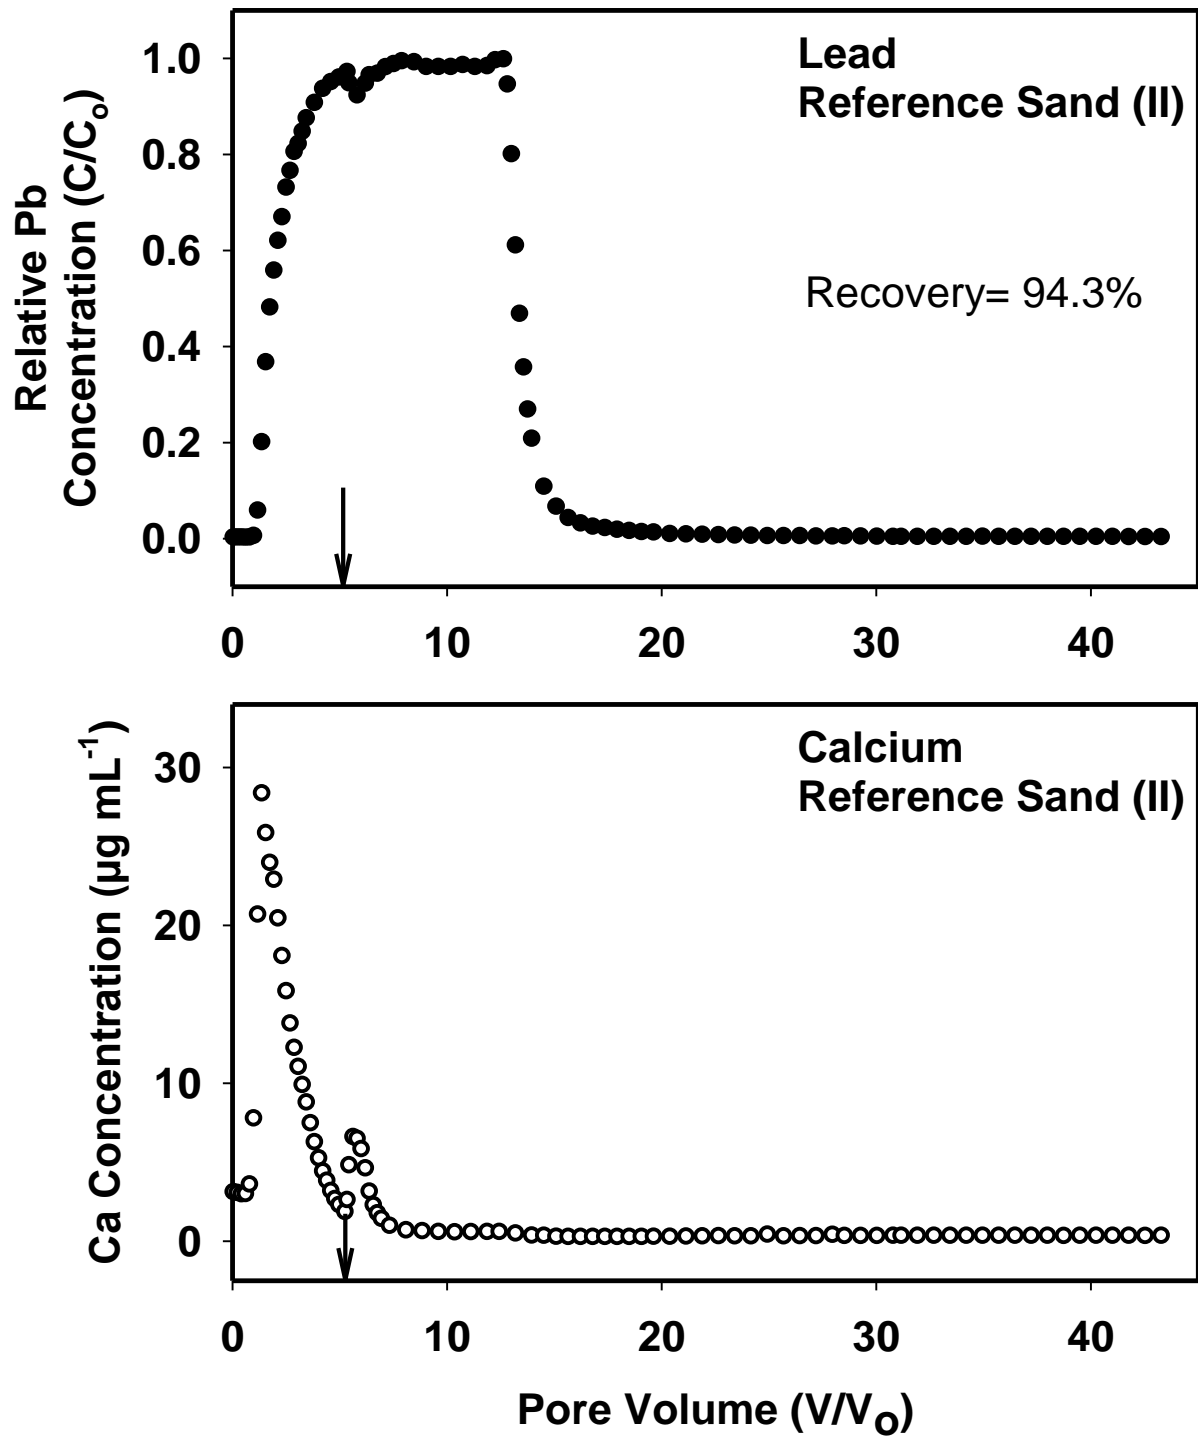 Relative Pb
Concentration (C/Cₒ)
1.0
0.8
0.6
0.4
0.2
0.0
Lead
Reference Sand (II)
Recovery= 94.3%
0 10 20 30 40
Ca Concentration (µg mL⁻¹)
30
20
10
0
Calcium
Reference Sand (II)
0 10 20 30 40
Pore Volume (V/V₀)